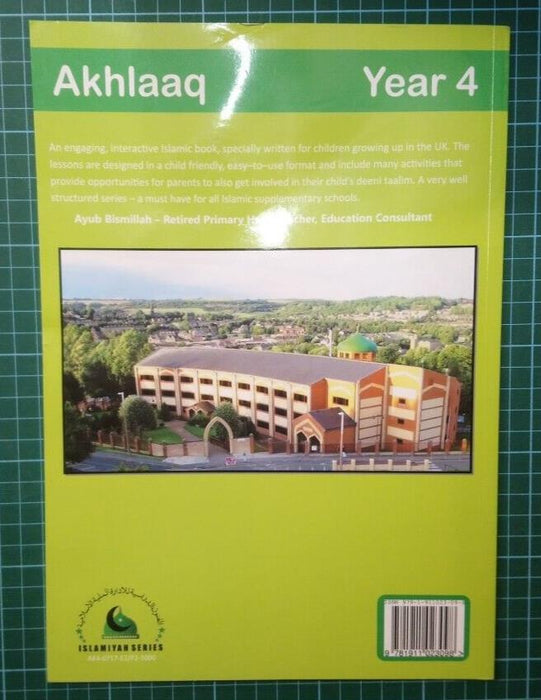 Akhlaaq Year 4
An engaging, interactive Islamic book, specially written for children growing up in the UK. The
lessons are designed in a child friendly, easy-to-use format and include many activities that
provide opportunities for parents to also get involved in their child's deeni taalim. A very well
structured series – a must have for all Islamic supplementary schools.
Ayub Bismillah – Retired Primary Education Consultant
ISLAMIYAH SERIES
9 781911 023098 >